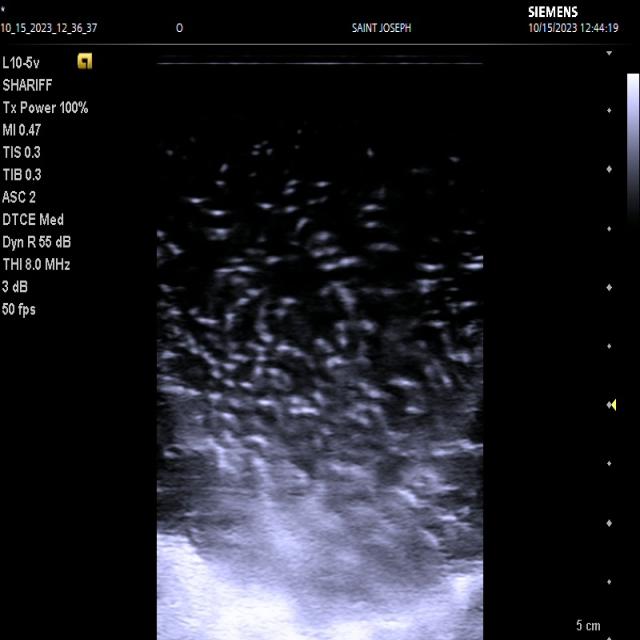 *
SIEMENS
10_15_2023_12_36_37 O SAINT JOSEPH 10/15/2023 12:44:19
L10-5v
SHARIFF
Tx Power 100%
MI 0.47
TIS 0.3
TIB 0.3
ASC 2
DTCE Med
Dyn R 55 dB
THI 8.0 MHz
3 dB
50 fps
5 cm